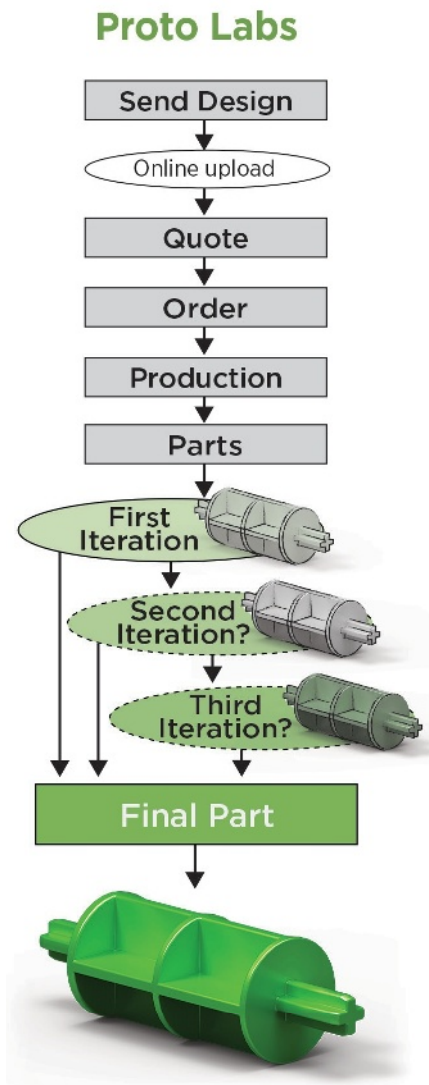 Proto Labs
Send Design
Online upload
Quote
Order
Production
Parts
First
Iteration
Second
Iteration?
Third
Iteration?
Final Part